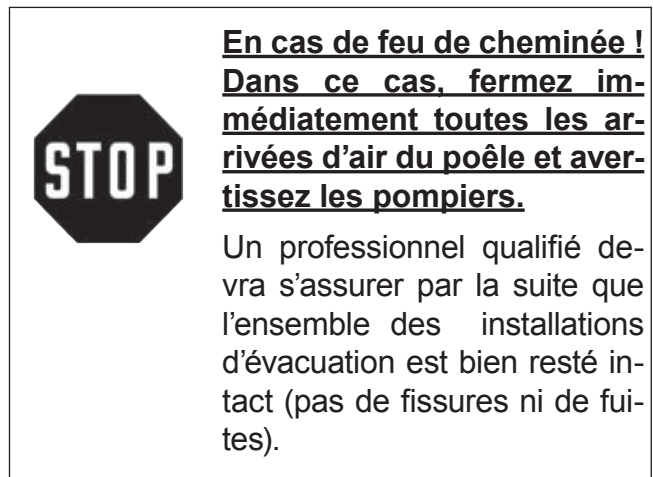 STOP
En cas de feu de cheminée !
Dans ce cas, fermez im-
médiatement toutes les ar-
rivées d'air du poêle et aver-
tissez les pompiers.
Un professionnel qualifié de-
vra s'assurer par la suite que
l'ensemble des installations
d'évacuation est bien resté in-
tact (pas de fissures ni de fui-
tes).